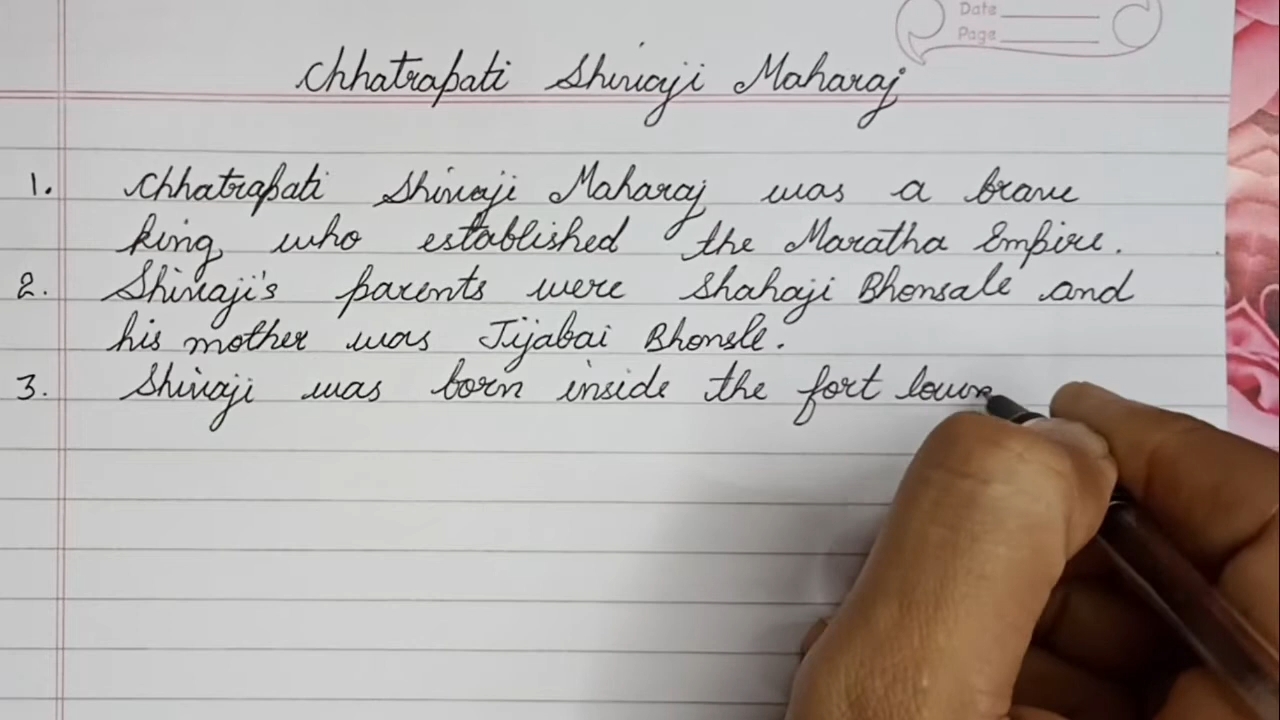 Date
Page
Chhatrapati Shivaji Maharaj
1. Chhatrapati Shivaji Maharaj was a brave
king, who established the Maratha Empire.
2. Shivaji's parents were Shahaji Bhonsale and
his mother was Jijabai Bhonsle.
3. Shivaji was born inside the fort